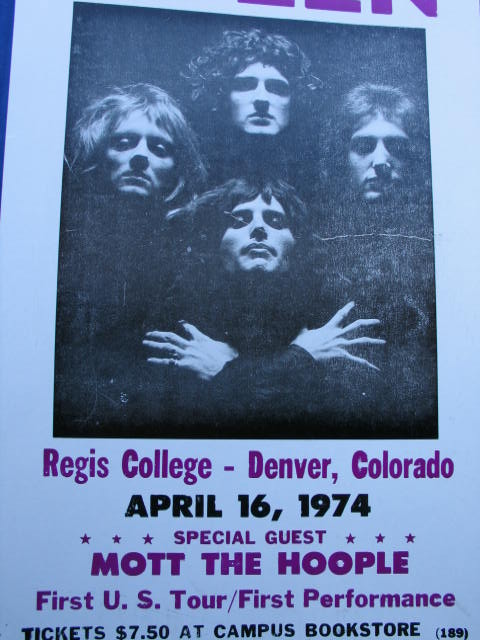 Regis College - Denver, Colorado
APRIL 16, 1974
★ ★ ★ SPECIAL GUEST ★ ★ ★
MOTT THE HOOPLE
First U. S. Tour/First Performance
TICKETS $7.50 AT CAMPUS BOOKSTORE (189)